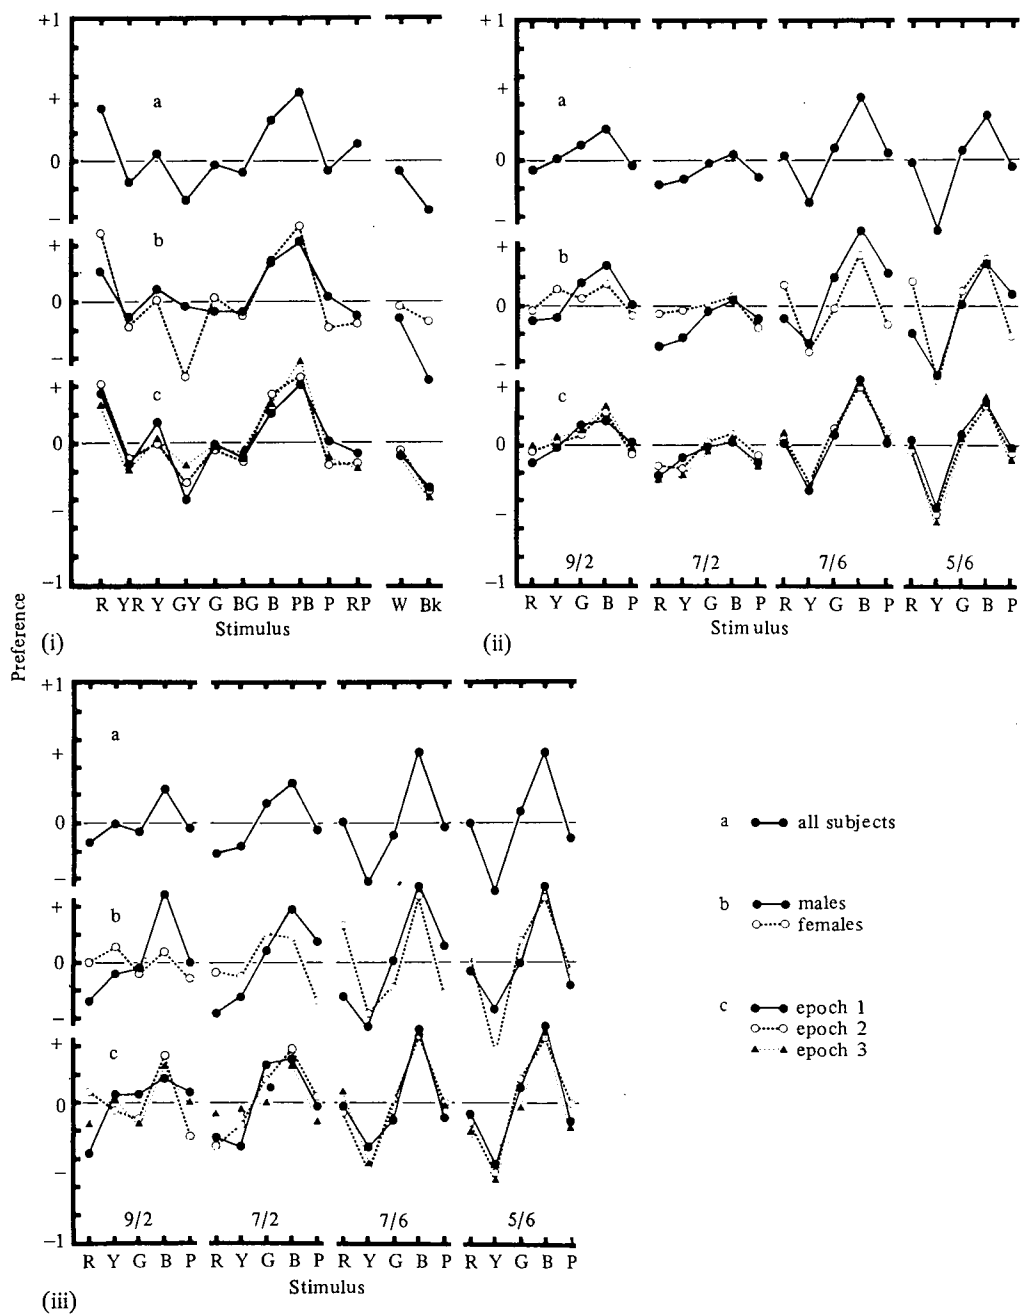 +1
+
a
0
−
+
b
0
−
+
c
0
−
−1
R YR Y GY G BG B PB P RP W Bk
Stimulus
(i)
+1
+
a
0
−
+
b
0
−
+
c
0
−
9/2 7/2 7/6 5/6
−1
R Y G B P R Y G B P R Y G B P R Y G B P
Stimulus
(ii)
Preference
+1
a
+
0
−
+
b
0
−
+
c
0
−
9/2 7/2 7/6 5/6
−1
R Y G B P R Y G B P R Y G B P R Y G B P
Stimulus
(iii)
a all subjects
b males
females
c epoch 1
epoch 2
epoch 3